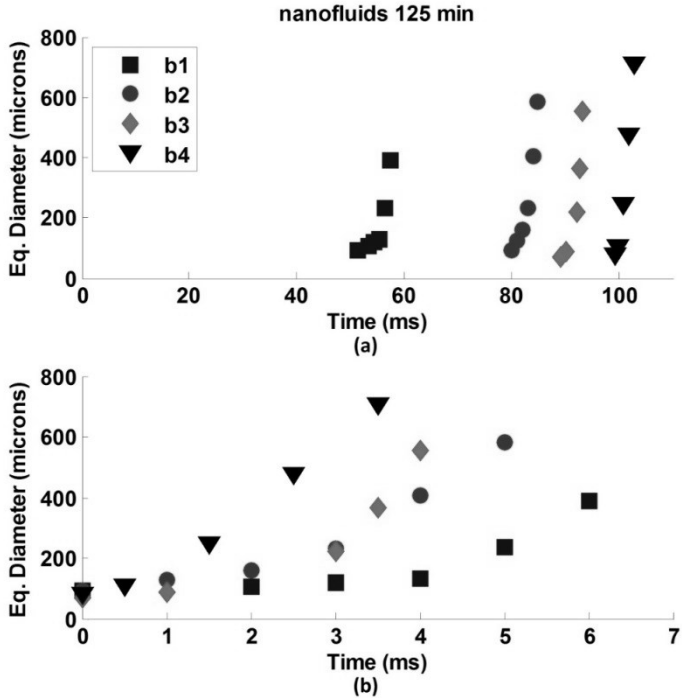 nanofluids 125 min
800
600
400
200
0
Eq. Diameter (microns)
b1
b2
b3
b4
0 20 40 60 80 100
Time (ms)
(a)
800
600
400
200
0
Eq. Diameter (microns)
0 1 2 3 4 5 6 7
Time (ms)
(b)